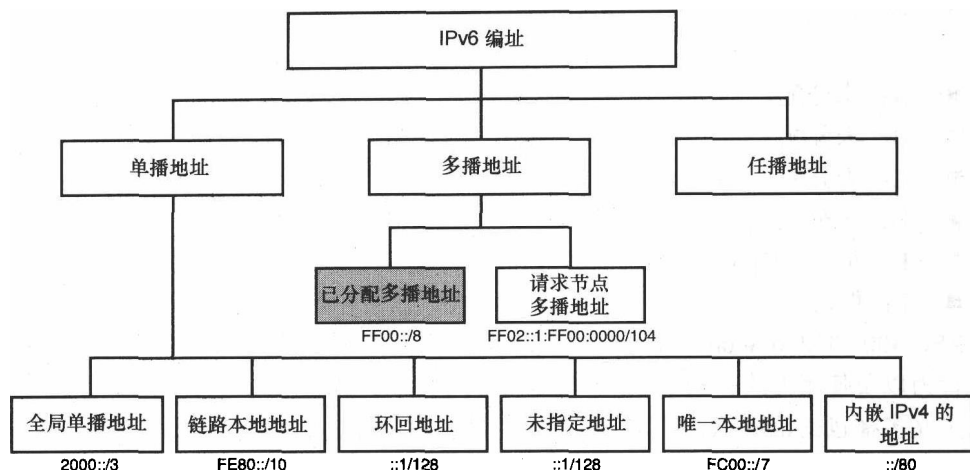 IPv6 编址
单播地址
多播地址
任播地址
已分配多播地址
请求节点
多播地址
FF00::/8
FF02::1:FF00:0000/104
全局单播地址
链路本地地址
环回地址
未指定地址
唯一本地地址
内嵌 IPv4 的
地址
2000::/3
FE80::/10
::1/128
::1/128
FC00::/7
::/80